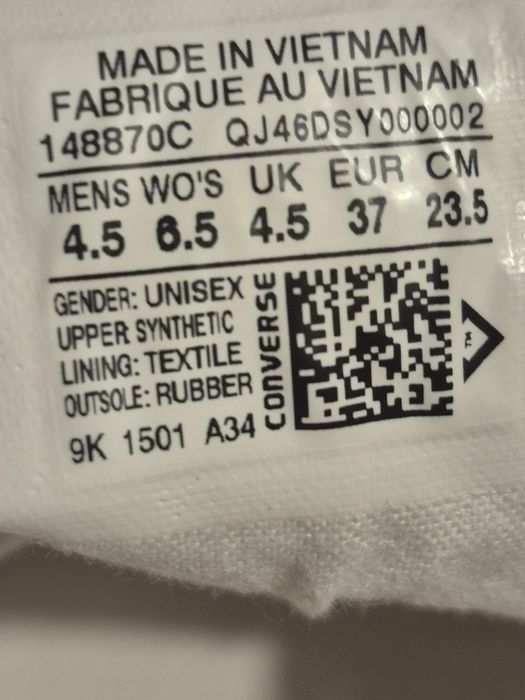 MADE IN VIETNAM
FABRIQUE AU VIETNAM
148870C QJ46DSY000002
MENS WO'S UK EUR CM
4.5 6.5 4.5 37 23.5
GENDER: UNISEX
UPPER SYNTHETIC
LINING: TEXTILE
OUTSOLE: RUBBER
9K 1501 A34
CONVERSE
TM